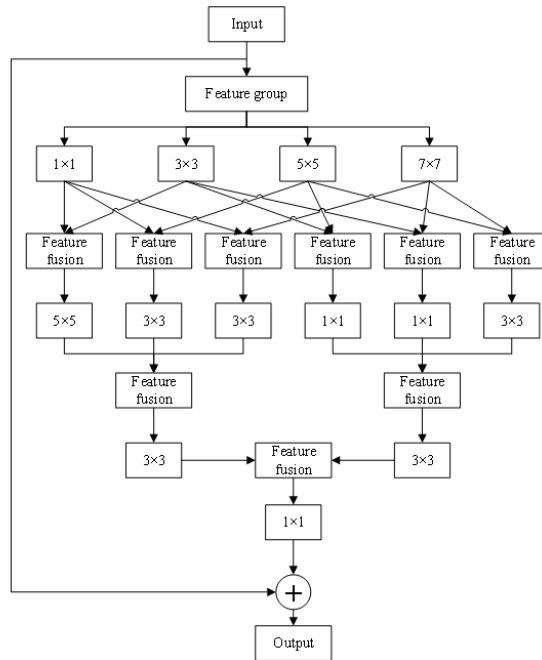 Input
Feature group
1×1
3×3
5×5
7×7
Feature
fusion
Feature
fusion
Feature
fusion
Feature
fusion
Feature
fusion
Feature
fusion
5×5
3×3
3×3
1×1
1×1
3×3
Feature
fusion
Feature
fusion
3×3
Feature
fusion
3×3
1×1
+
Output